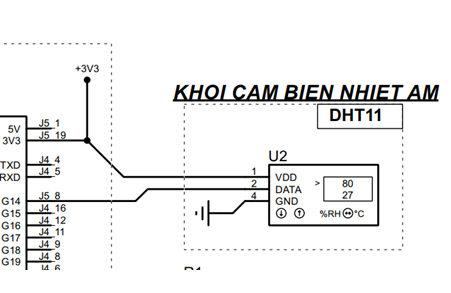 +3V3
KHOI CAM BIEN NHIET AM
DHT11
5V J5 1
3V3 J5 19
TXD J4 4
RXD J4 5
G14 J5 8
G15 J4 16
G16 J4 12
G17 J4 11
G18 J4 9
G19 J4 8
J4 6
U2
1 VDD
2 DATA
4 GND
>
80
27
%RH °C